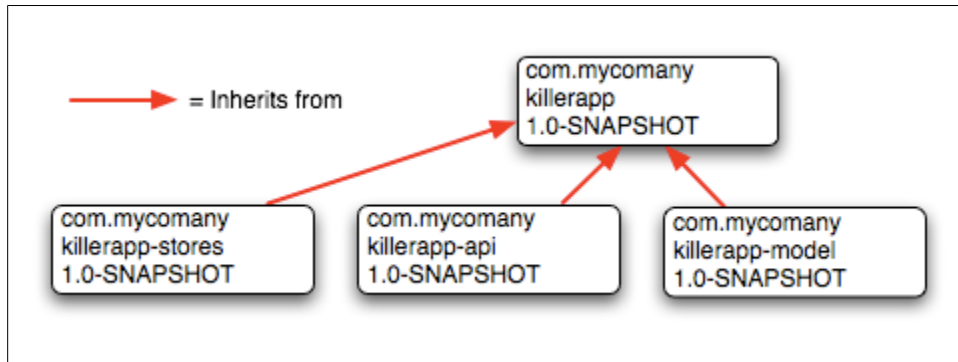 = Inherits from
com.mycomany
killerapp
1.0-SNAPSHOT
com.mycomany
killerapp-stores
1.0-SNAPSHOT
com.mycomany
killerapp-api
1.0-SNAPSHOT
com.mycomany
killerapp-model
1.0-SNAPSHOT